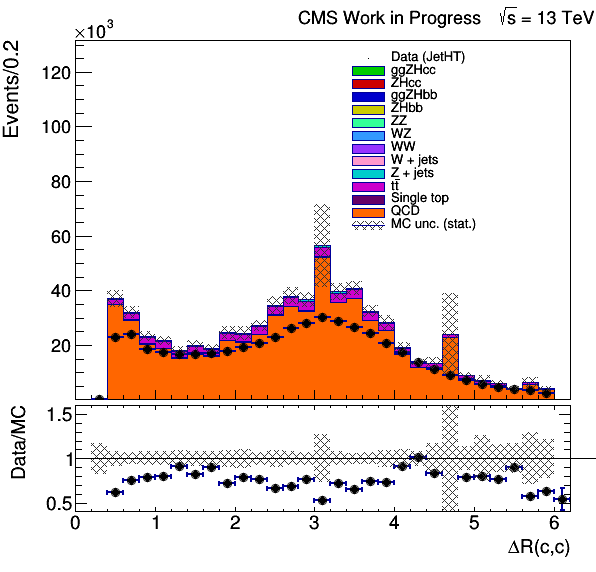 CMS Work in Progress √s = 13 TeV
×10³
Events/0.2
120
100
80
60
40
20
Data (JetHT)
ggZHcc
ZHcc
ggZHbb
ZHbb
ZZ
WZ
WW
W + jets
Z + jets
tt̄
Single top
QCD
MC unc. (stat.)
Data/MC
1.5
1
0.5
0 1 2 3 4 5 6
ΔR(c,c)